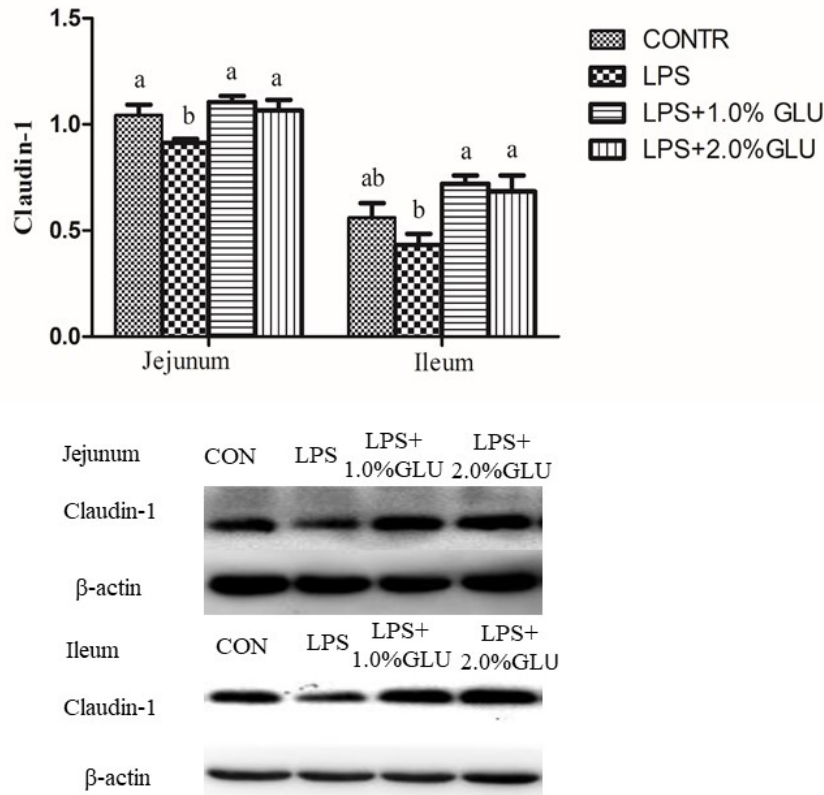 1.5
1.0
0.5
0.0
Claudin-1
a
b
a
a
ab
b
a
a
Jejunum
Ileum
CONTR
LPS
LPS+1.0% GLU
LPS+2.0%GLU
Jejunum
CON
LPS
LPS+
1.0%GLU
LPS+
2.0%GLU
Claudin-1
β-actin
Ileum
CON
LPS
LPS+
1.0%GLU
LPS+
2.0%GLU
Claudin-1
β-actin